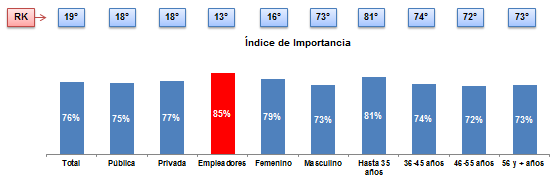 RK 19° 18° 18° 13° 16° 73° 81° 74° 72° 73°
Índice de Importancia
76% 75% 77% 85% 79% 73% 81% 74% 72% 73%
Total Pública Privada Empleadores Femenino Masculino Hasta 35 años 36-45 años 46-55 años 56 y + años